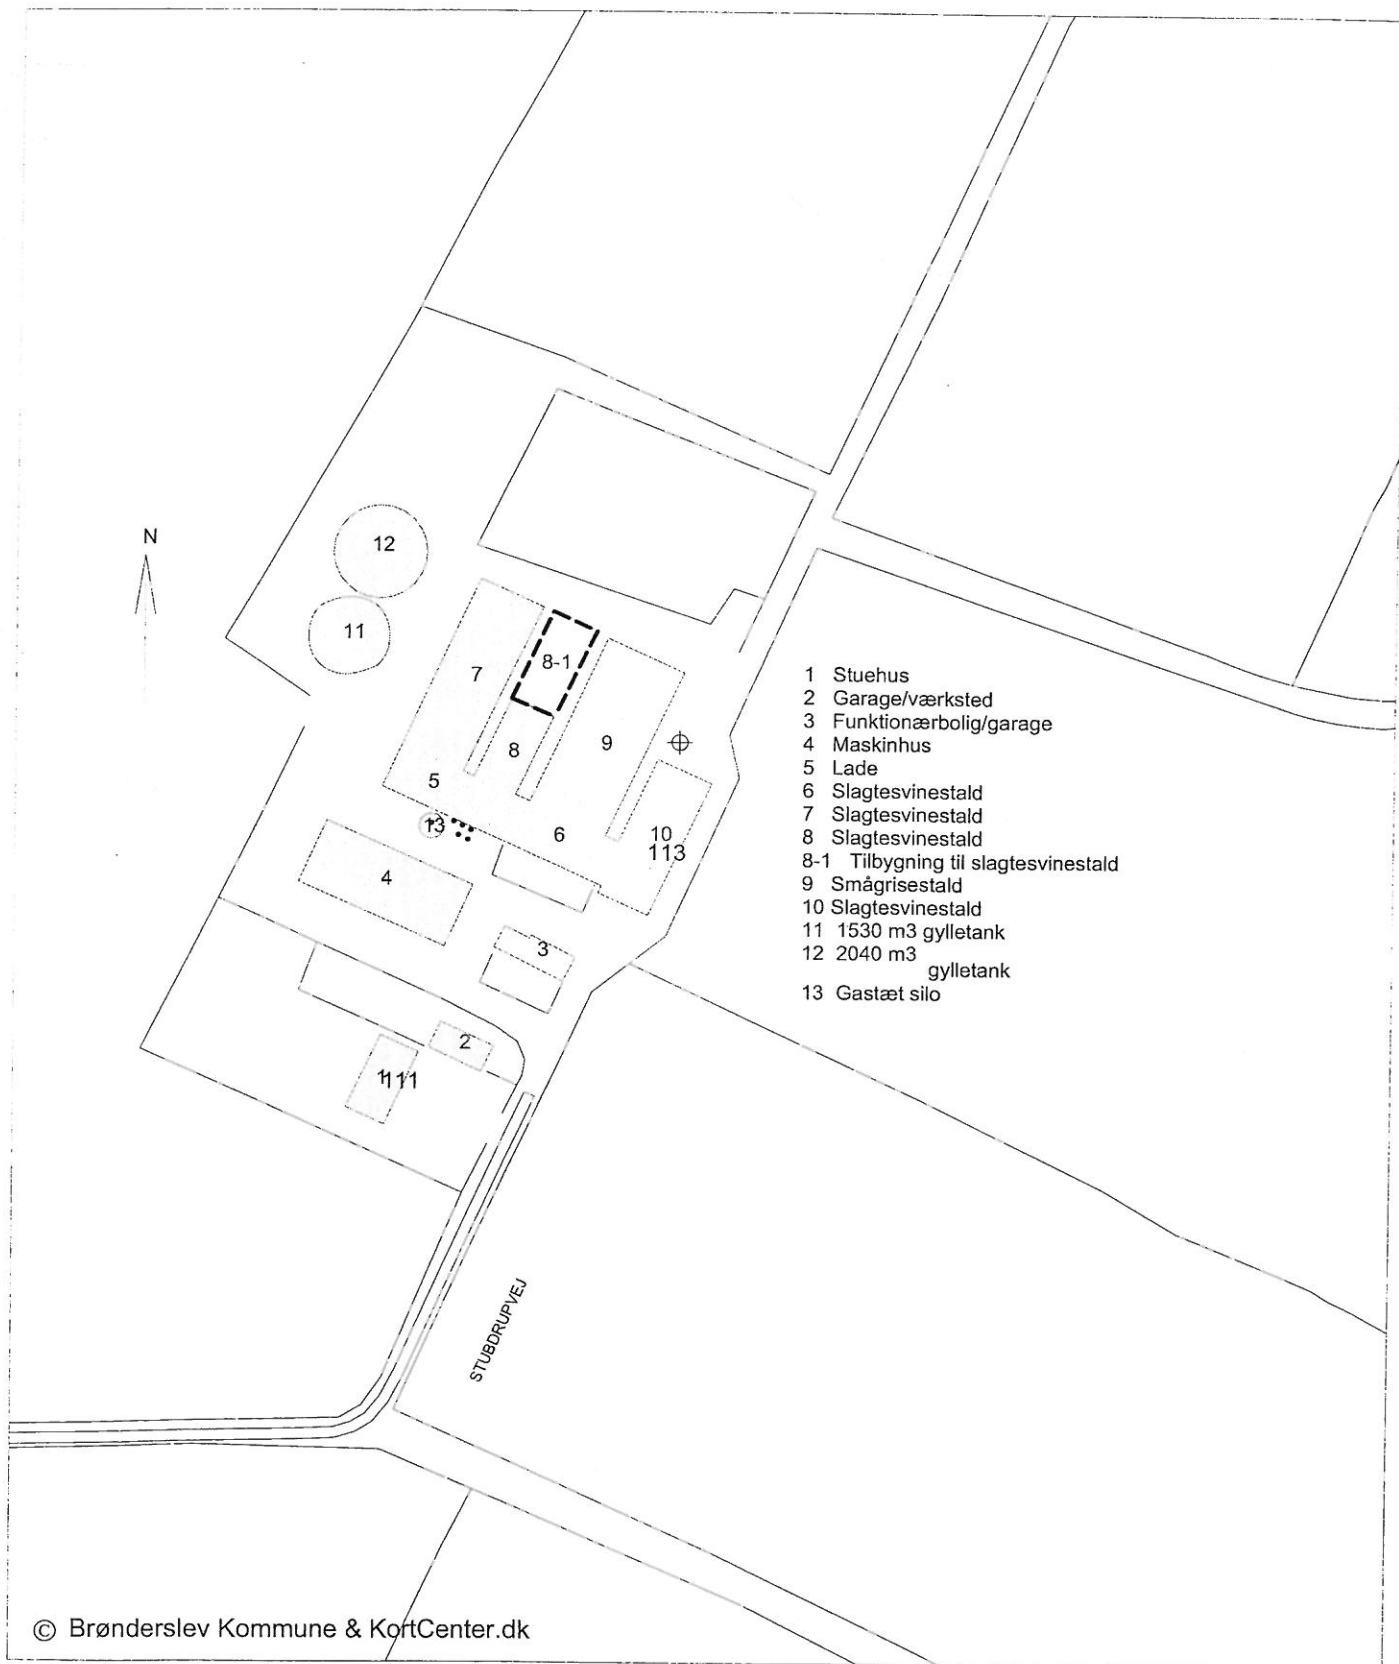 N
12
11
7
8-1
8
9
5
13
6
10
113
4
3
2
1
111
STUBDRUPVEJ
1 Stuehus
2 Garage/værksted
3 Funktionærbolig/garage
4 Maskinhus
5 Lade
6 Slagtesvinestald
7 Slagtesvinestald
8 Slagtesvinestald
8-1 Tilbygning til slagtesvinestald
9 Smågrisestald
10 Slagtesvinestald
11 1530 m3 gylletank
12 2040 m3
gylletank
13 Gastæt silo
© Brønderslev Kommune & KortCenter.dk